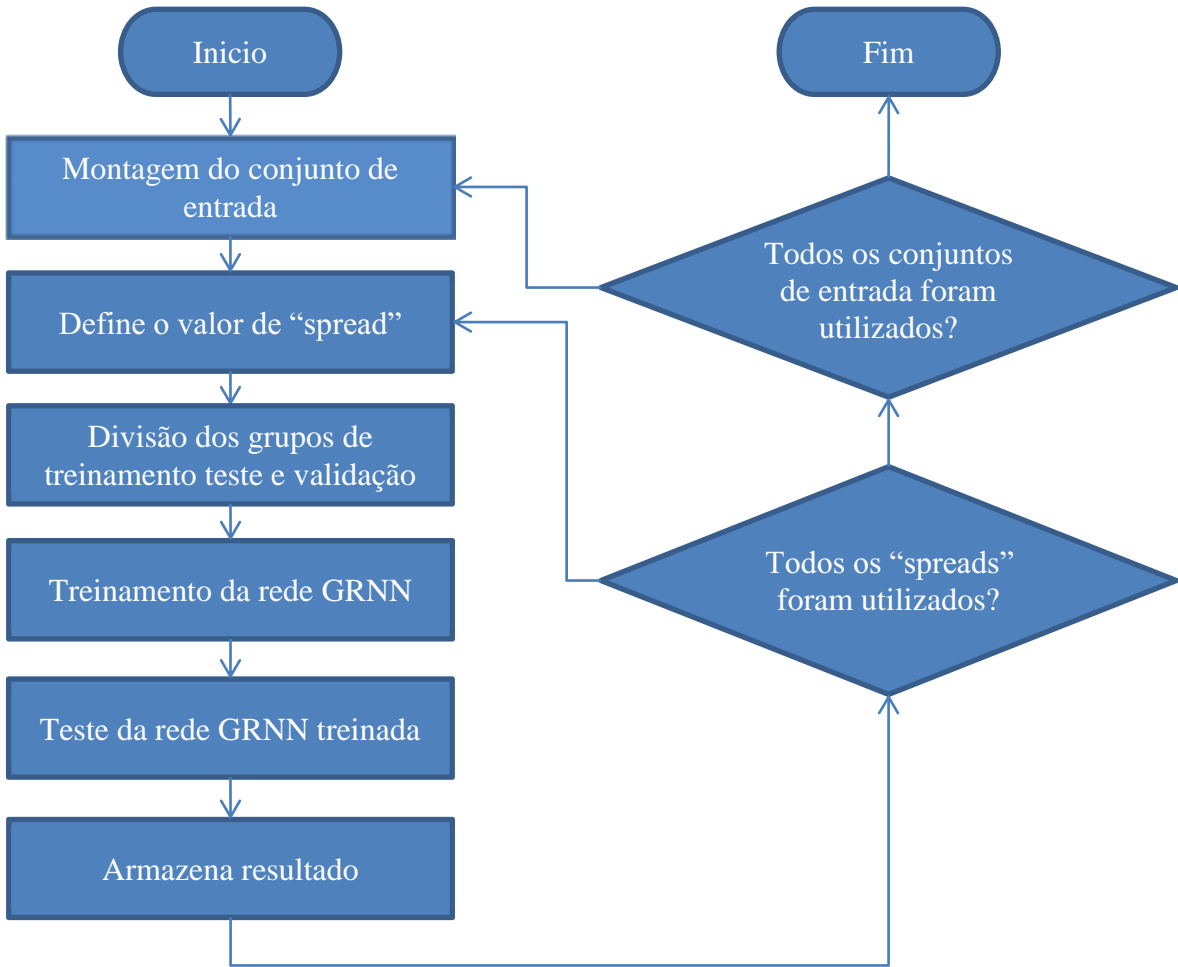 Inicio
Montagem do conjunto de
entrada
Define o valor de “spread”
Divisão dos grupos de
treinamento teste e validação
Treinamento da rede GRNN
Teste da rede GRNN treinada
Armazena resultado
Fim
Todos os conjuntos
de entrada foram
utilizados?
Todos os “spreads”
foram utilizados?